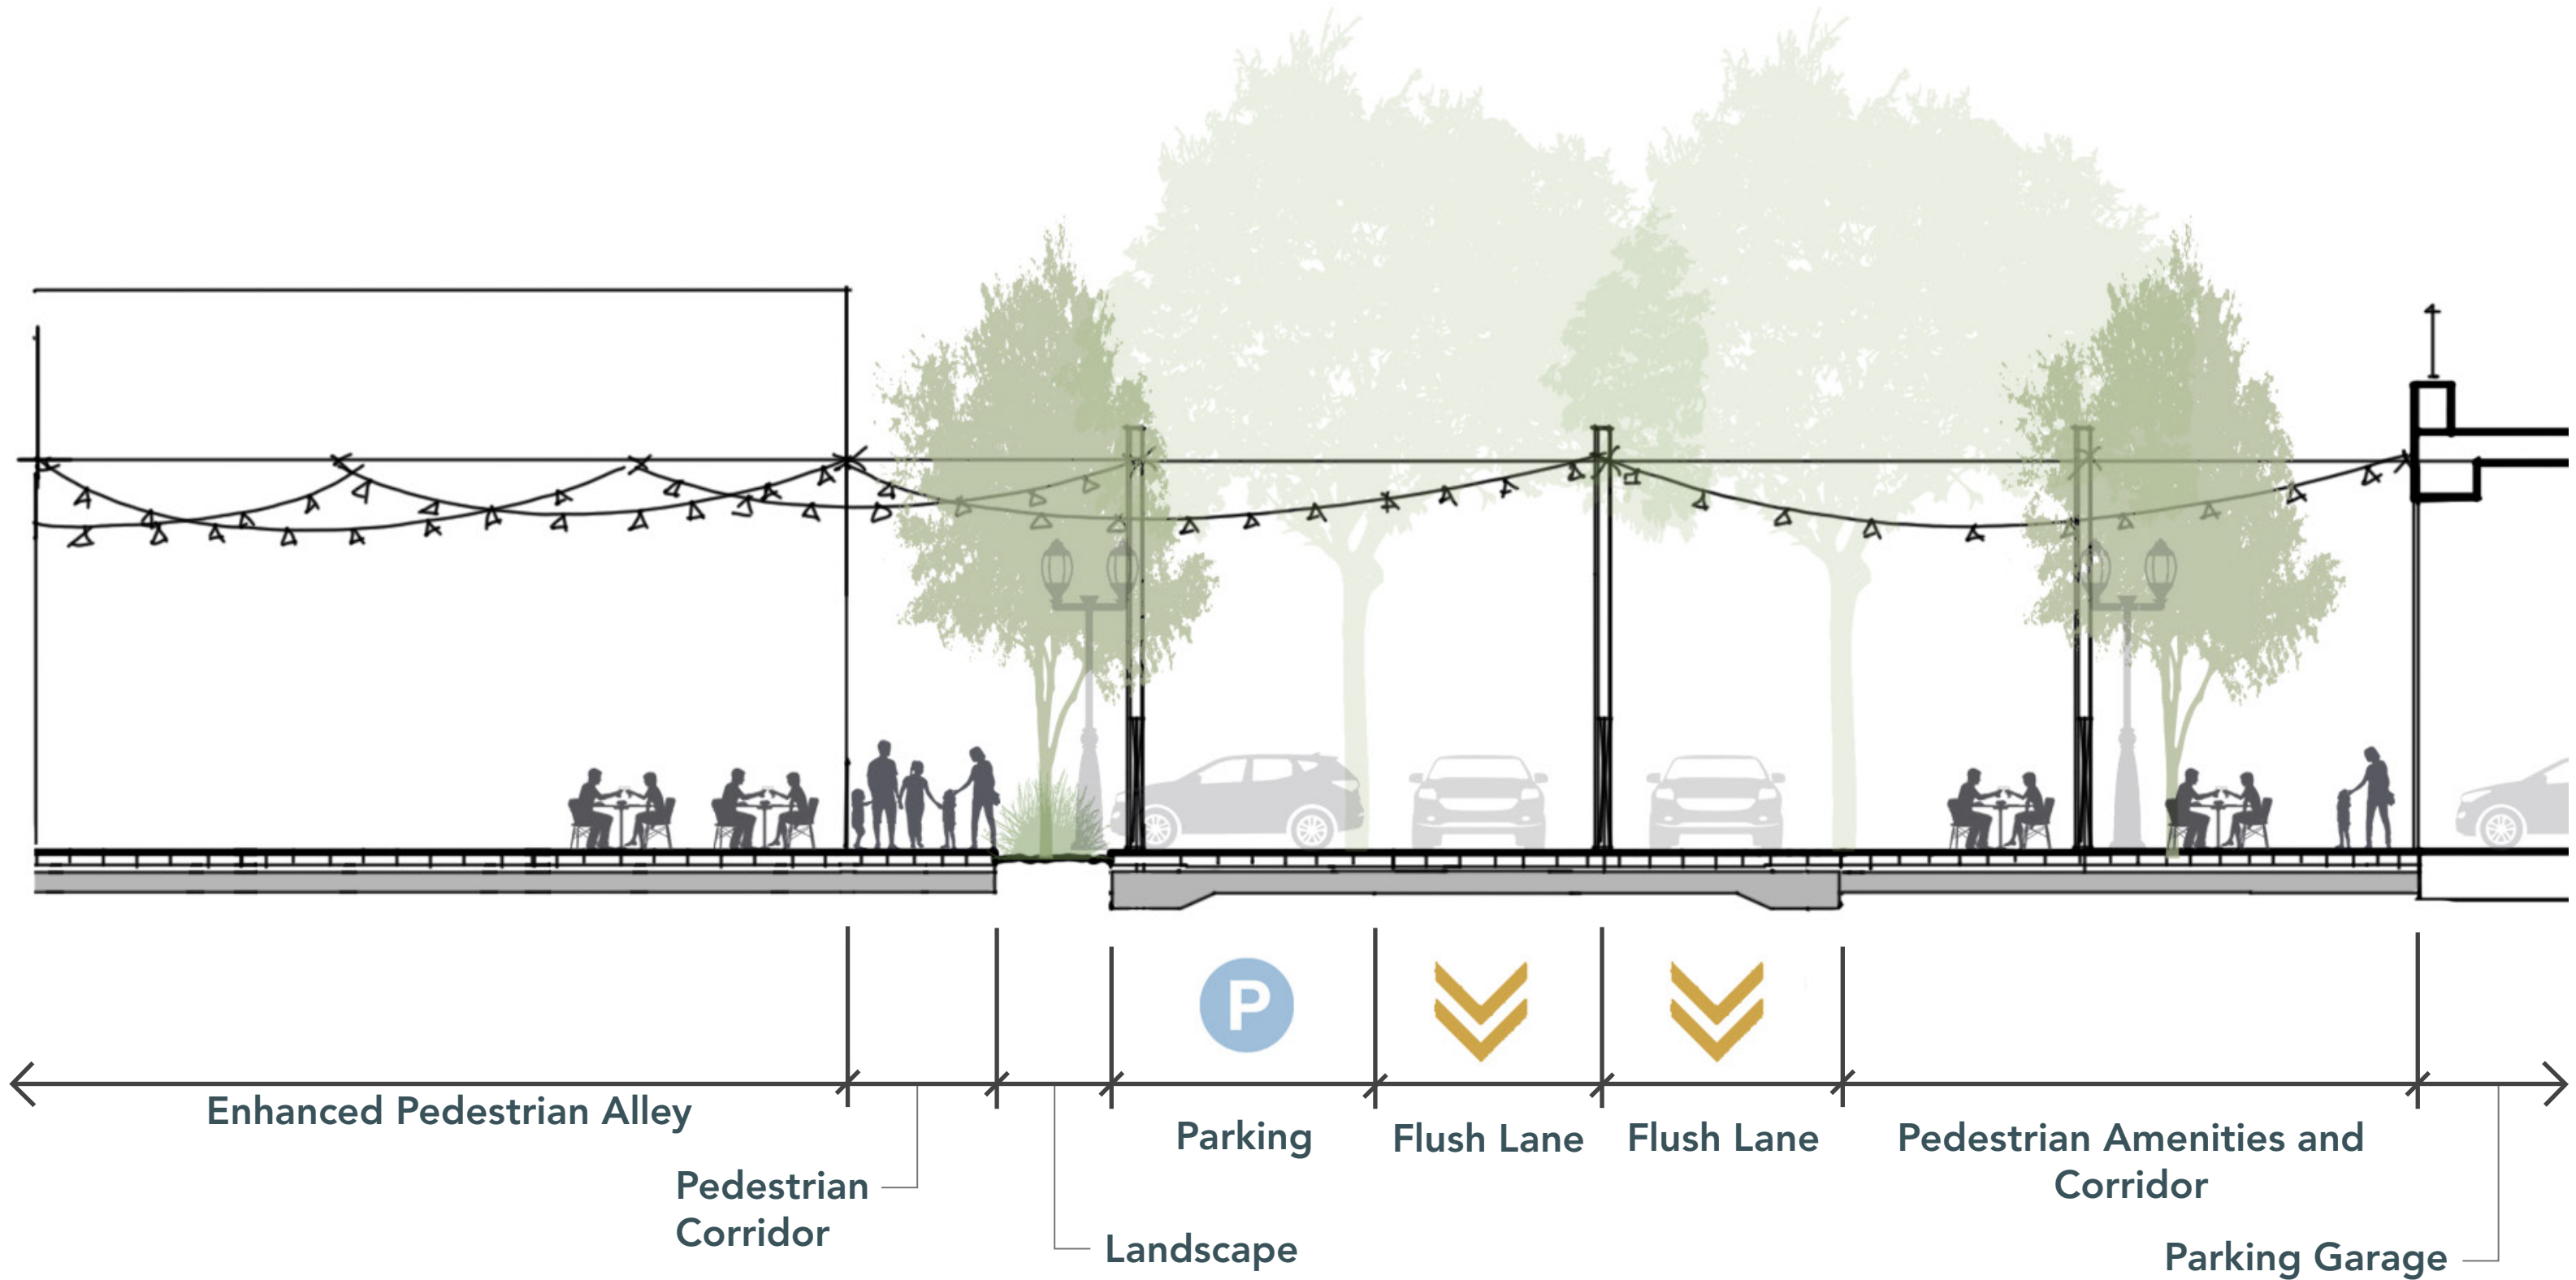 P
Enhanced Pedestrian Alley
Parking
Flush Lane
Flush Lane
Pedestrian Amenities and
Corridor
Pedestrian
Corridor
Landscape
Parking Garage